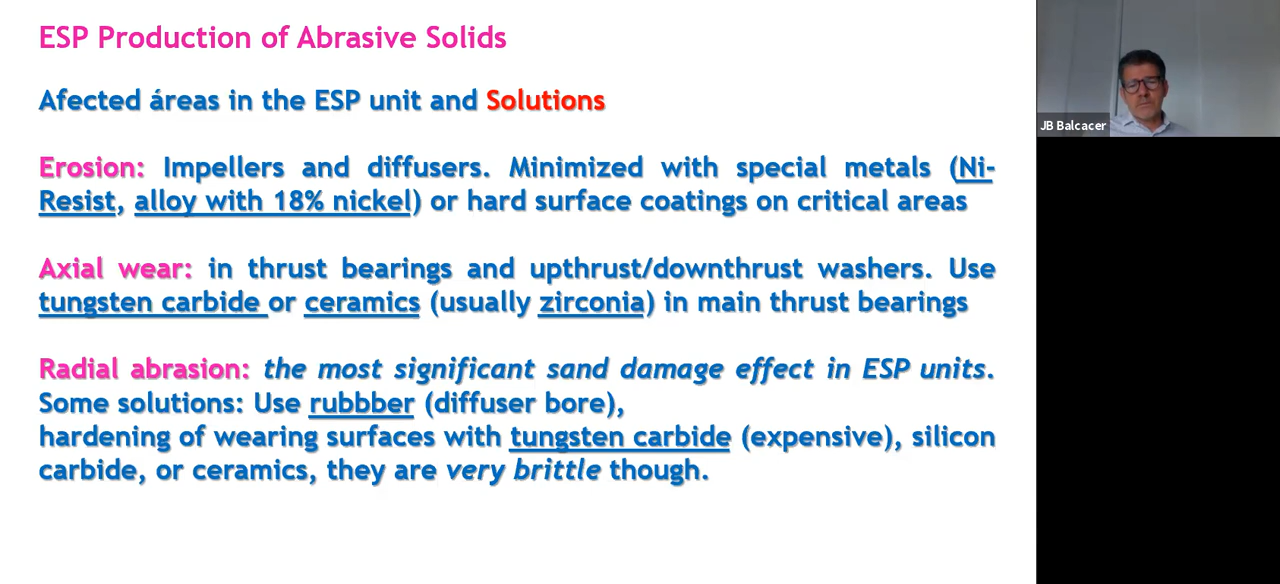 ESP Production of Abrasive Solids
Afected áreas in the ESP unit and Solutions
Erosion: Impellers and diffusers. Minimized with special metals (Ni-
Resist, alloy with 18% nickel) or hard surface coatings on critical areas
Axial wear: in thrust bearings and upthrust/downthrust washers. Use
tungsten carbide or ceramics (usually zirconia) in main thrust bearings
Radial abrasion: the most significant sand damage effect in ESP units.
Some solutions: Use rubbber (diffuser bore),
hardening of wearing surfaces with tungsten carbide (expensive), silicon
carbide, or ceramics, they are very brittle though.
JB Balcacer